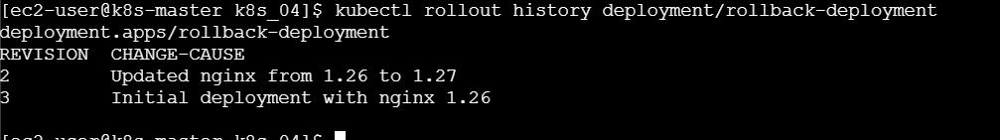 [ec2-user@k8s-master k8s_04]$ kubectl rollout history deployment/rollback-deployment
deployment.apps/rollback-deployment
REVISION  CHANGE-CAUSE
2         Updated nginx from 1.26 to 1.27
3         Initial deployment with nginx 1.26
[ec2-user@k8s-master k8s_04]$